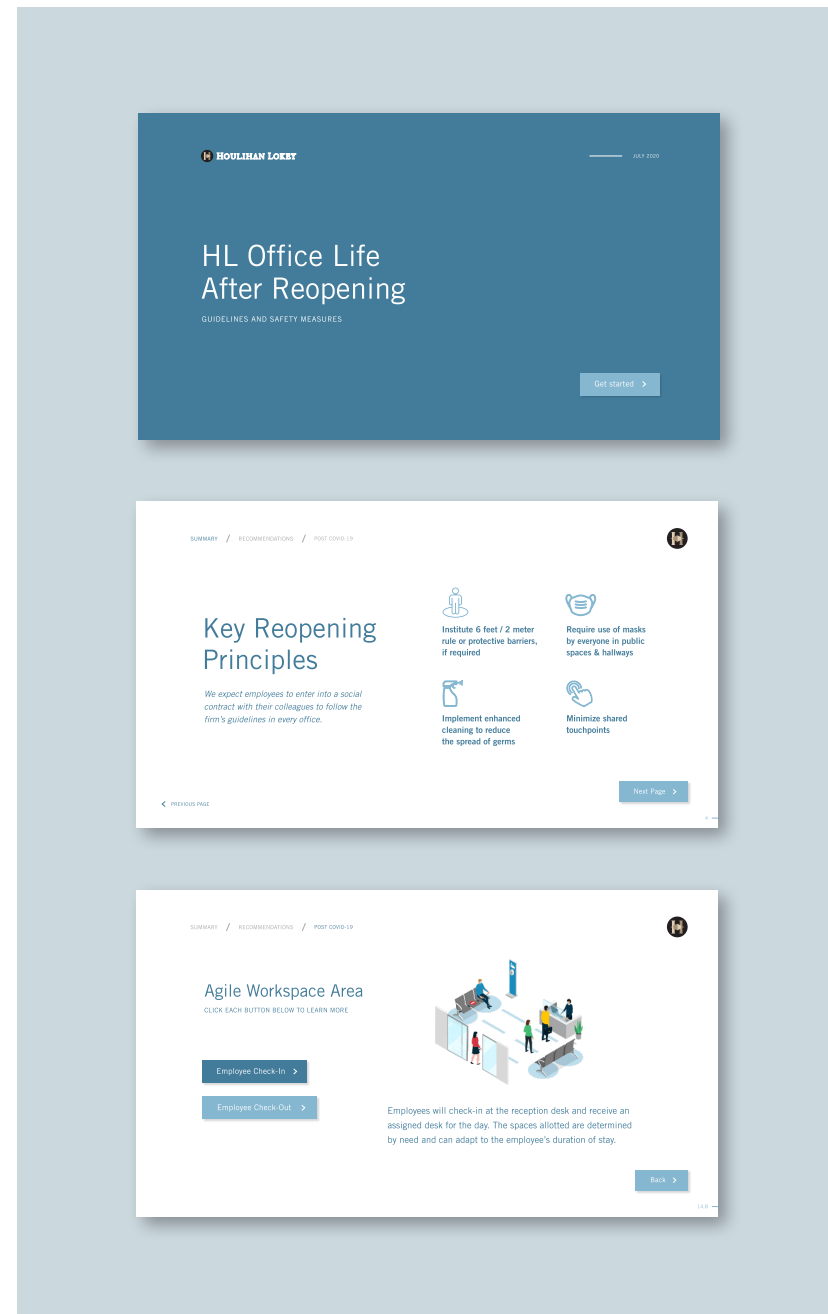 HOULIHAN LOKEY
JULY 2020
HL Office Life
After Reopening
GUIDELINES AND SAFETY MEASURES
Get started
SUMMARY / RECOMMENDATIONS / POST COVID-19
Key Reopening
Principles
We expect employees to enter into a social
contract with their colleagues to follow the
firm's guidelines in every office.
Institute 6 feet / 2 meter
rule or protective barriers,
if required
Require use of masks
by everyone in public
spaces & hallways
Implement enhanced
cleaning to reduce
the spread of germs
Minimize shared
touchpoints
Next Page
PREVIOUS PAGE
SUMMARY / RECOMMENDATIONS / POST COVID-19
Agile Workspace Area
CLICK EACH BUTTON BELOW TO LEARN MORE
Employee Check-In
Employee Check-Out
Employees will check-in at the reception desk and receive an
assigned desk for the day. The spaces allotted are determined
by need and can adapt to the employee's duration of stay.
Back